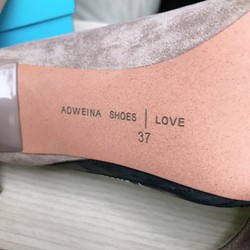 ADWEINA SHOES | LOVE
37